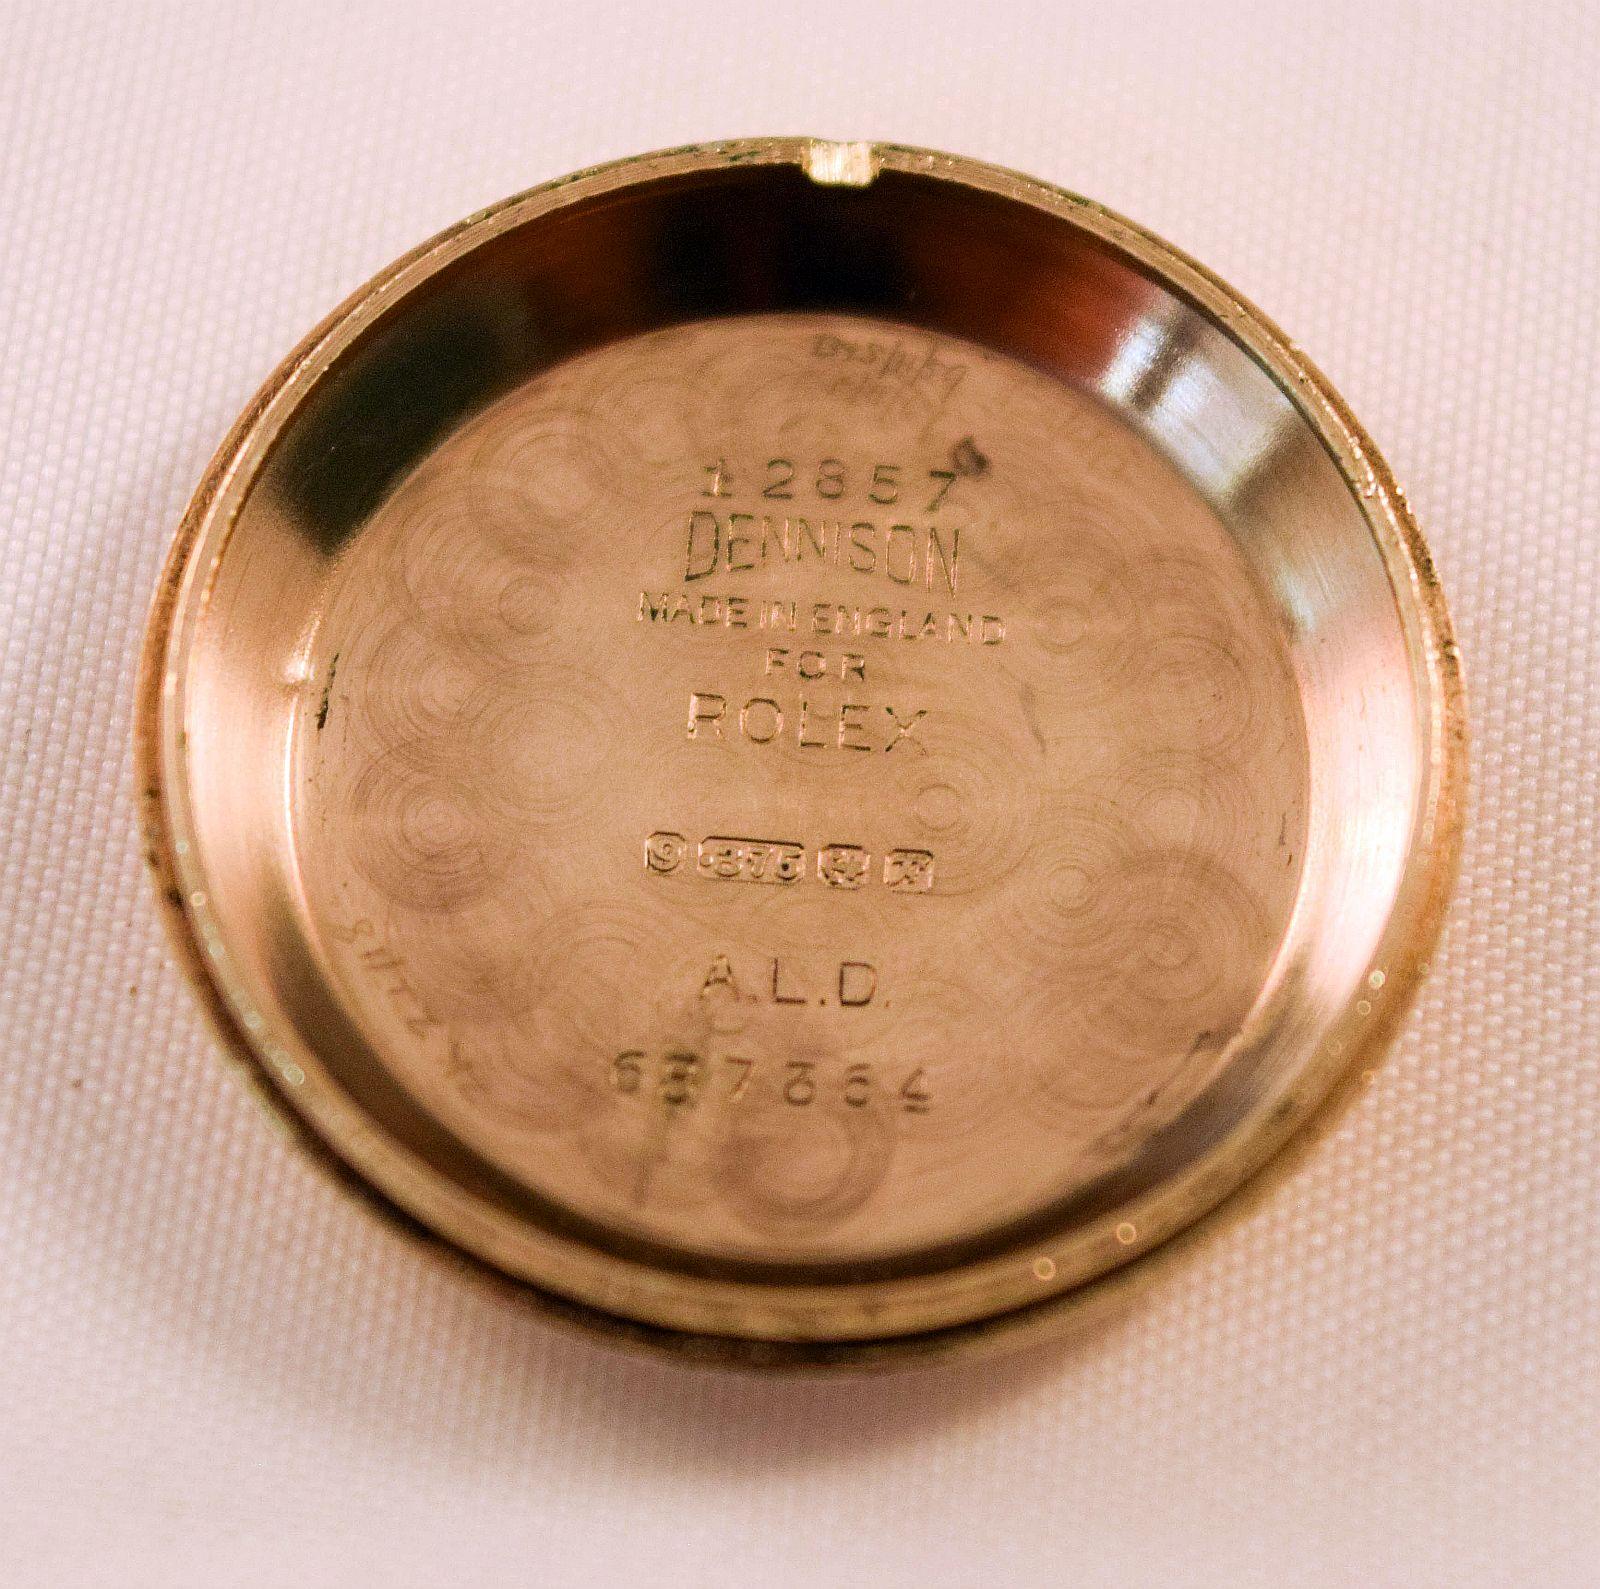 12857
DENNISON
MADE IN ENGLAND
FOR
ROLEX
9 .375
A.L.D.
637364